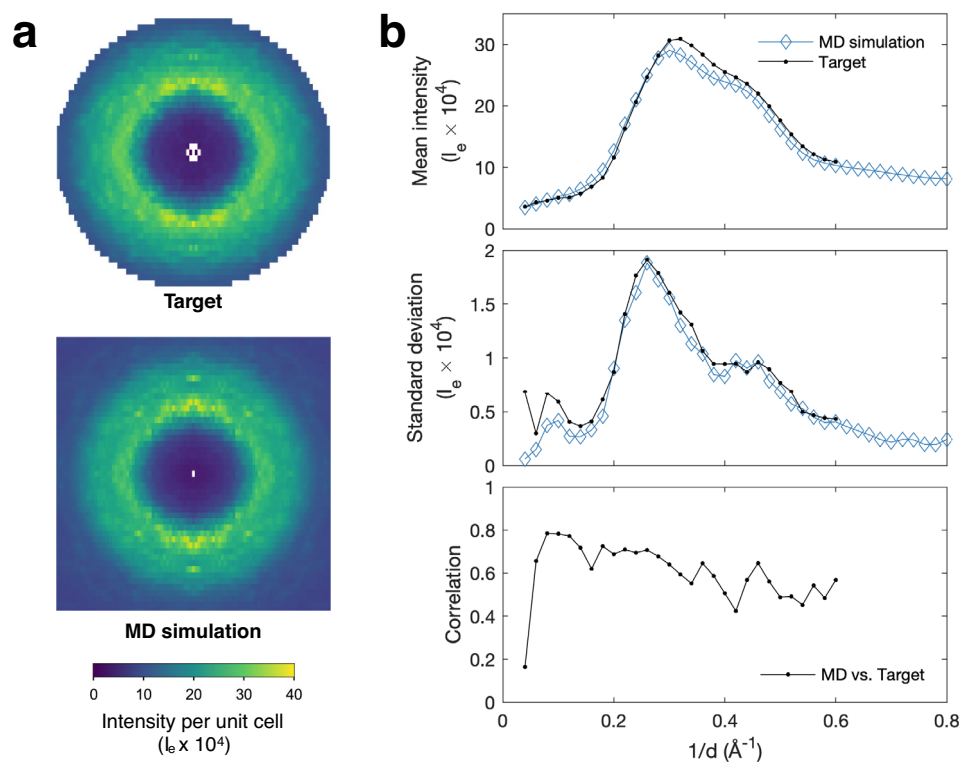 a
Target
MD simulation
0 10 20 30 40
Intensity per unit cell
(Iₑ x 10⁴)
b
Mean intensity
(Iₑ × 10⁴)
30
20
10
0
MD simulation
Target
Standard deviation
(Iₑ × 10⁴)
2
1.5
1
0.5
0
Correlation
1
0.8
0.6
0.4
0.2
0
MD vs. Target
0 0.2 0.4 0.6 0.8
1/d (Å⁻¹)